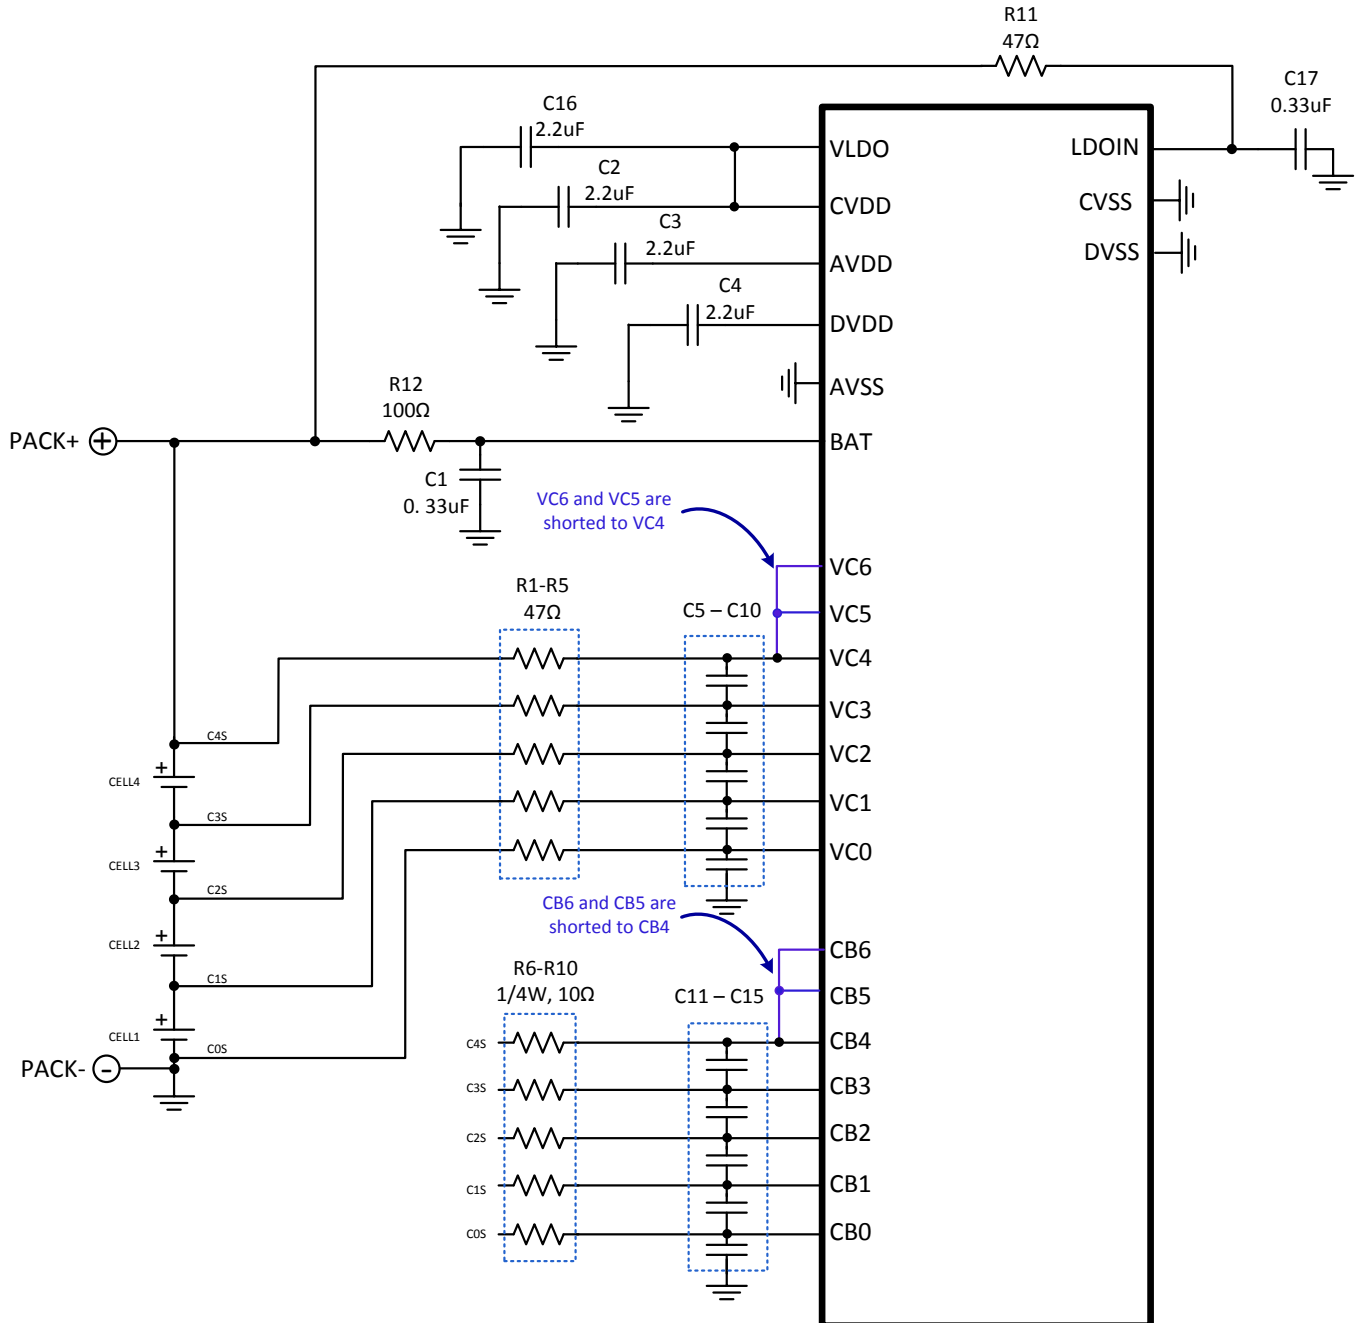 R11
47Ω
C17
0.33uF
C16
2.2uF
VLDO
LDOIN
C2
2.2uF
CVDD
CVSS
C3
2.2uF
AVDD
DVSS
C4
2.2uF
DVDD
AVSS
R12
100Ω
PACK+
+
BAT
C1
0. 33uF
VC6 and VC5 are
shorted to VC4
VC6
R1-R5
47Ω
C5 – C10
VC5
VC4
VC3
C4S
VC2
+
CELL4
VC1
C3S
VC0
+
CELL3
C2S
CB6 and CB5 are
shorted to CB4
+
CELL2
CB6
C1S
R6-R10
1/4W, 10Ω
C11 – C15
CB5
+
CELL1
C0S
PACK-
-
C4S
CB4
C3S
CB3
C2S
CB2
C1S
CB1
C0S
CB0